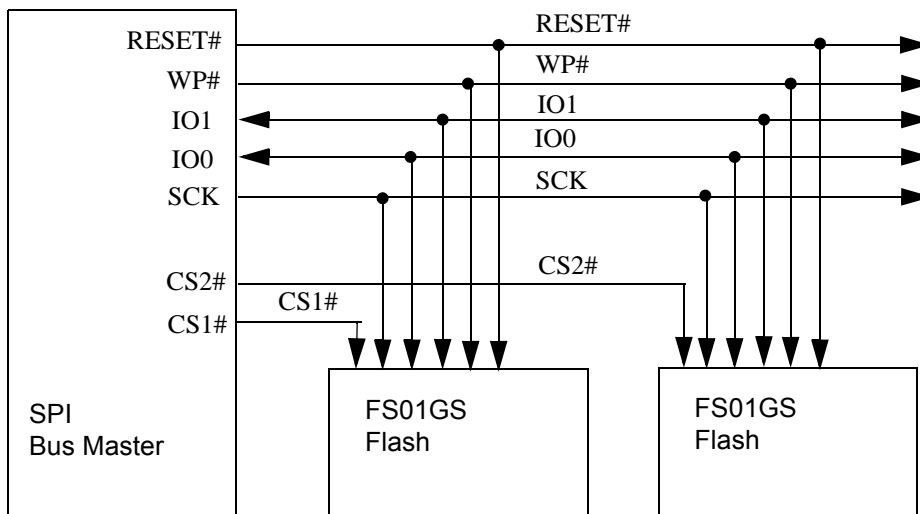 RESET# RESET#
WP# WP#
IO1 IO1
IO0 IO0
SCK SCK
CS2# CS2#
CS1# CS1#
SPI
Bus Master
FS01GS
Flash
FS01GS
Flash